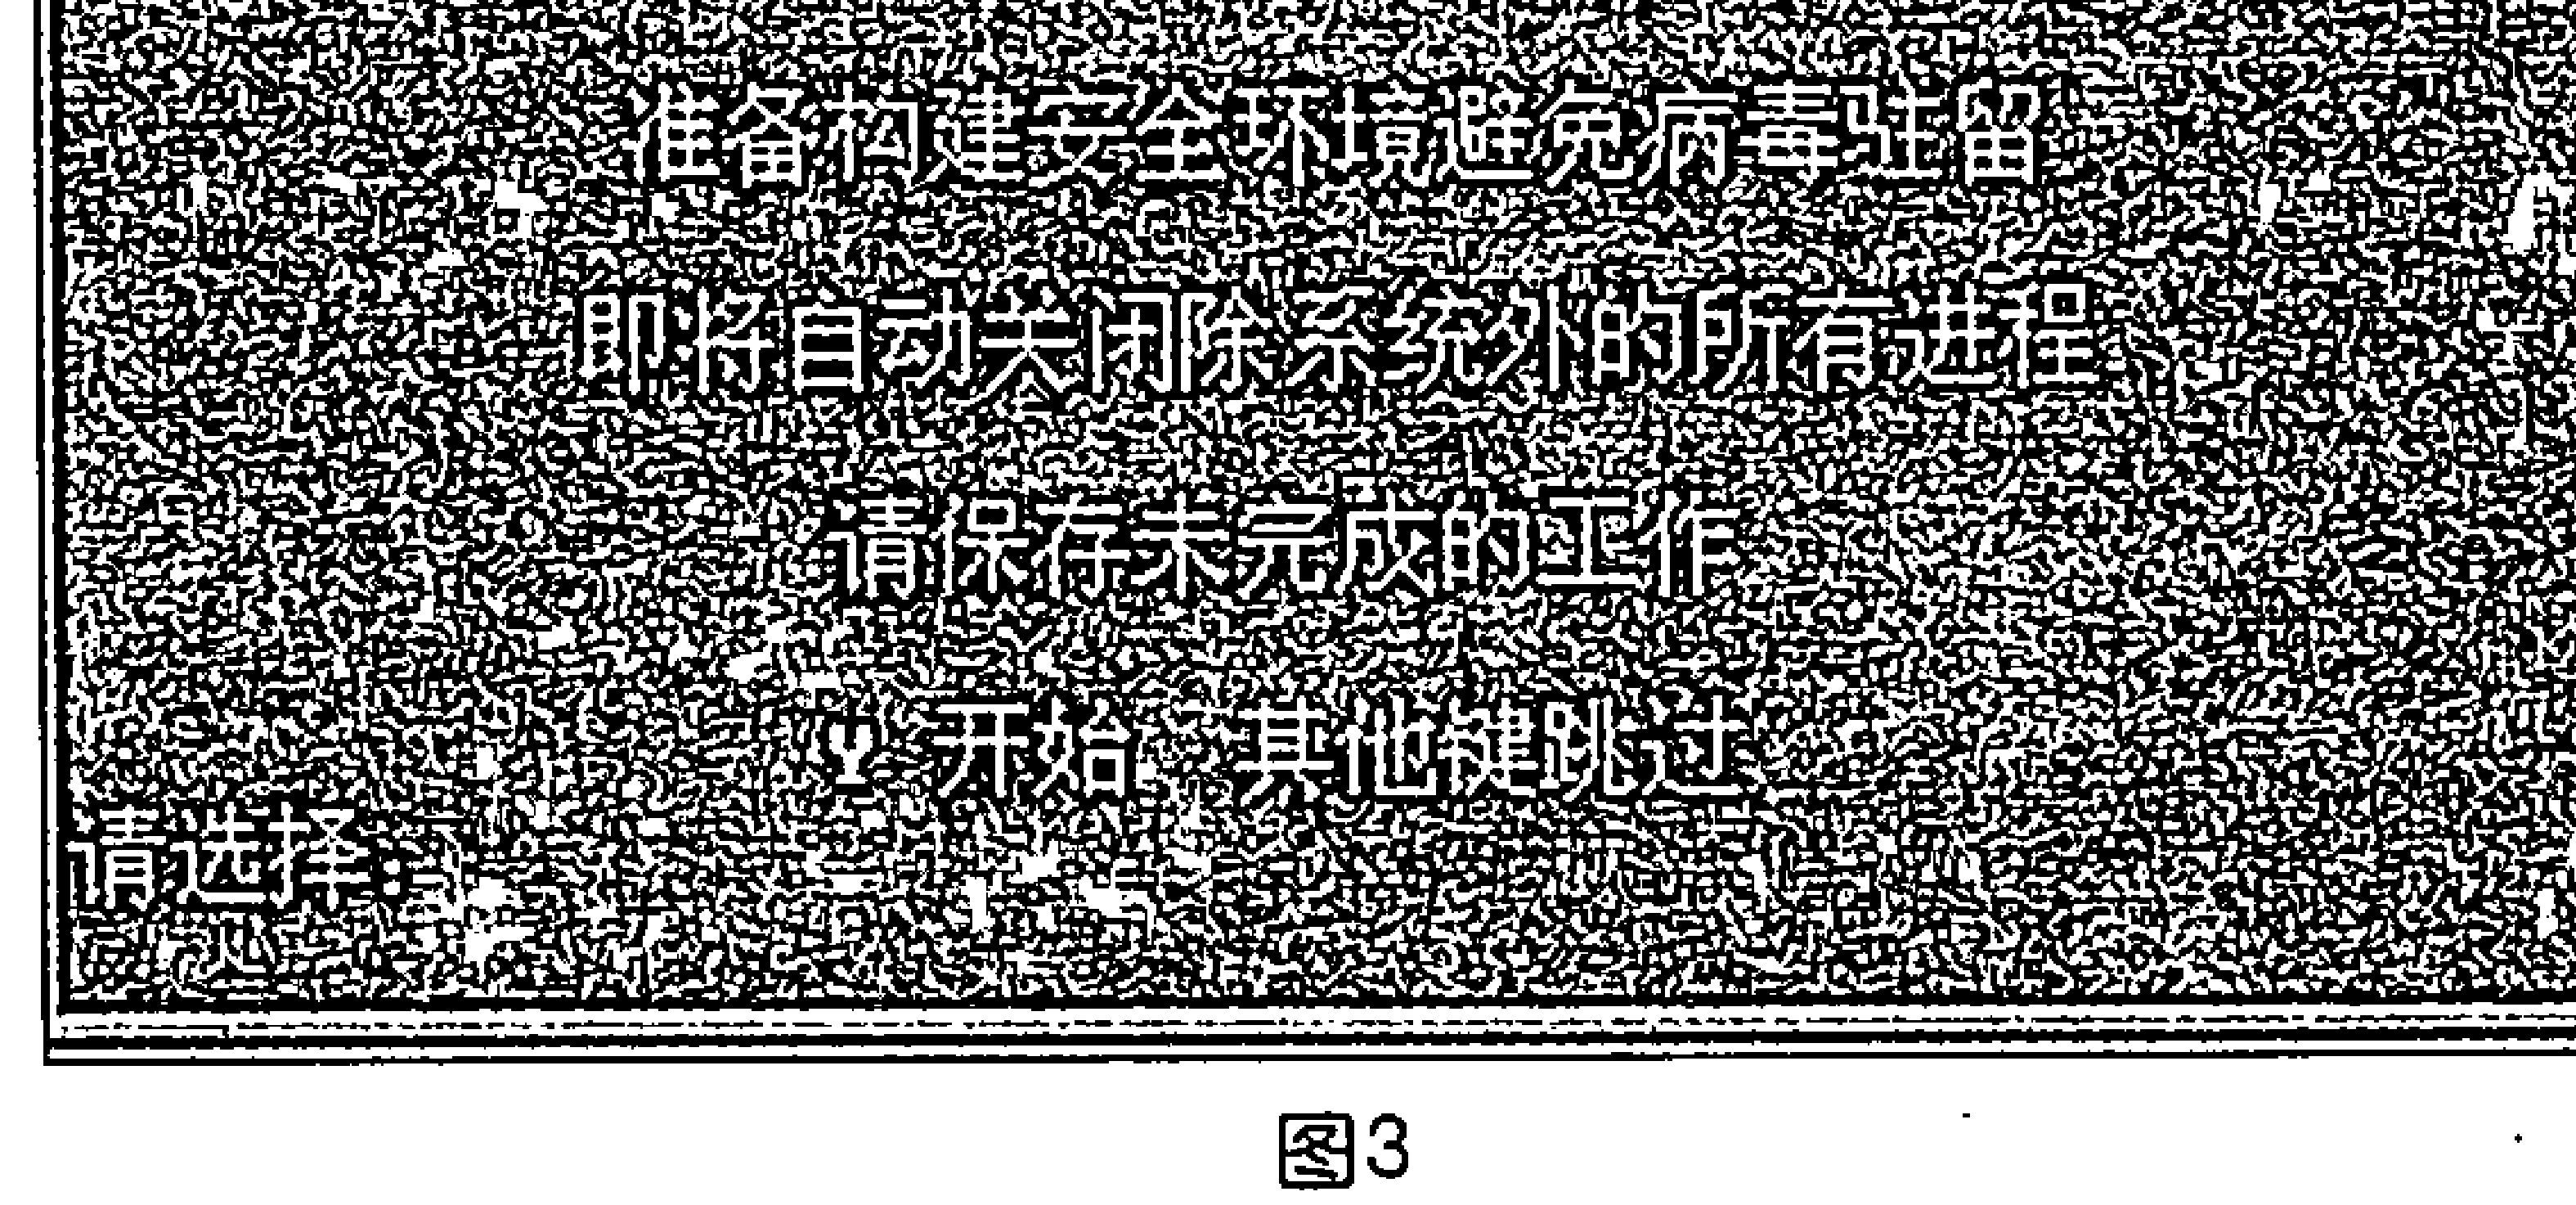 准备构建安全环境避免病毒驻留
即将自动关闭除系统外的所有进程
请保存未完成的工作
Y 开始 其他键跳过
请选择:
图3